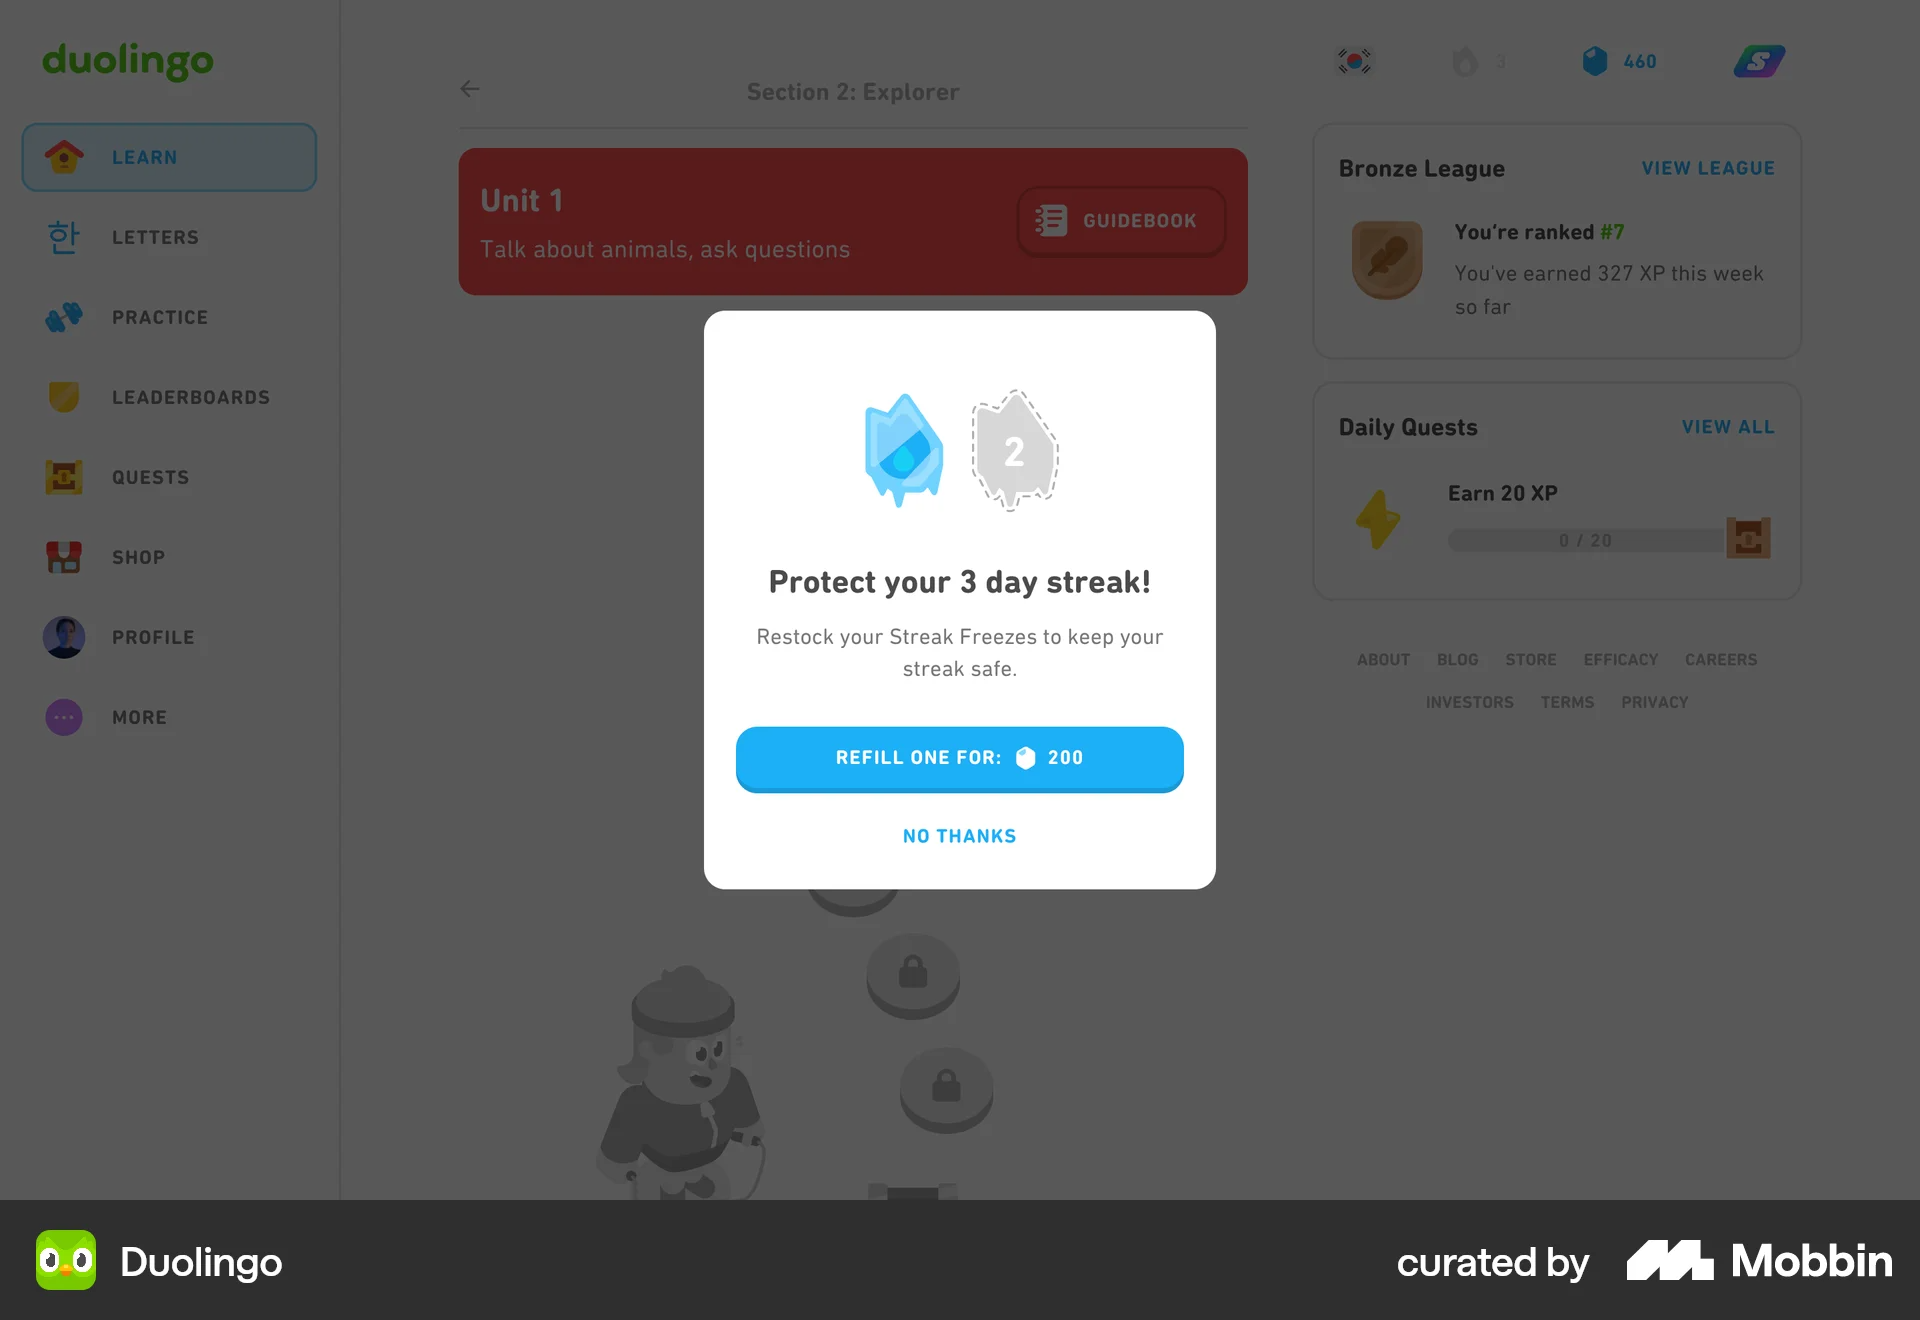 duolingo
LEARN
한
LETTERS
PRACTICE
LEADERBOARDS
QUESTS
SHOP
PROFILE
MORE
Section 2: Explorer
Unit 1
Talk about animals, ask questions
GUIDEBOOK
3
460
S
Bronze League
VIEW LEAGUE
You're ranked #7
You've earned 327 XP this week
so far
Daily Quests
VIEW ALL
Earn 20 XP
0 / 20
ABOUT BLOG STORE EFFICACY CAREERS
INVESTORS TERMS PRIVACY
2
Protect your 3 day streak!
Restock your Streak Freezes to keep your
streak safe.
REFILL ONE FOR: 200
NO THANKS
Duolingo
curated by Mobbin